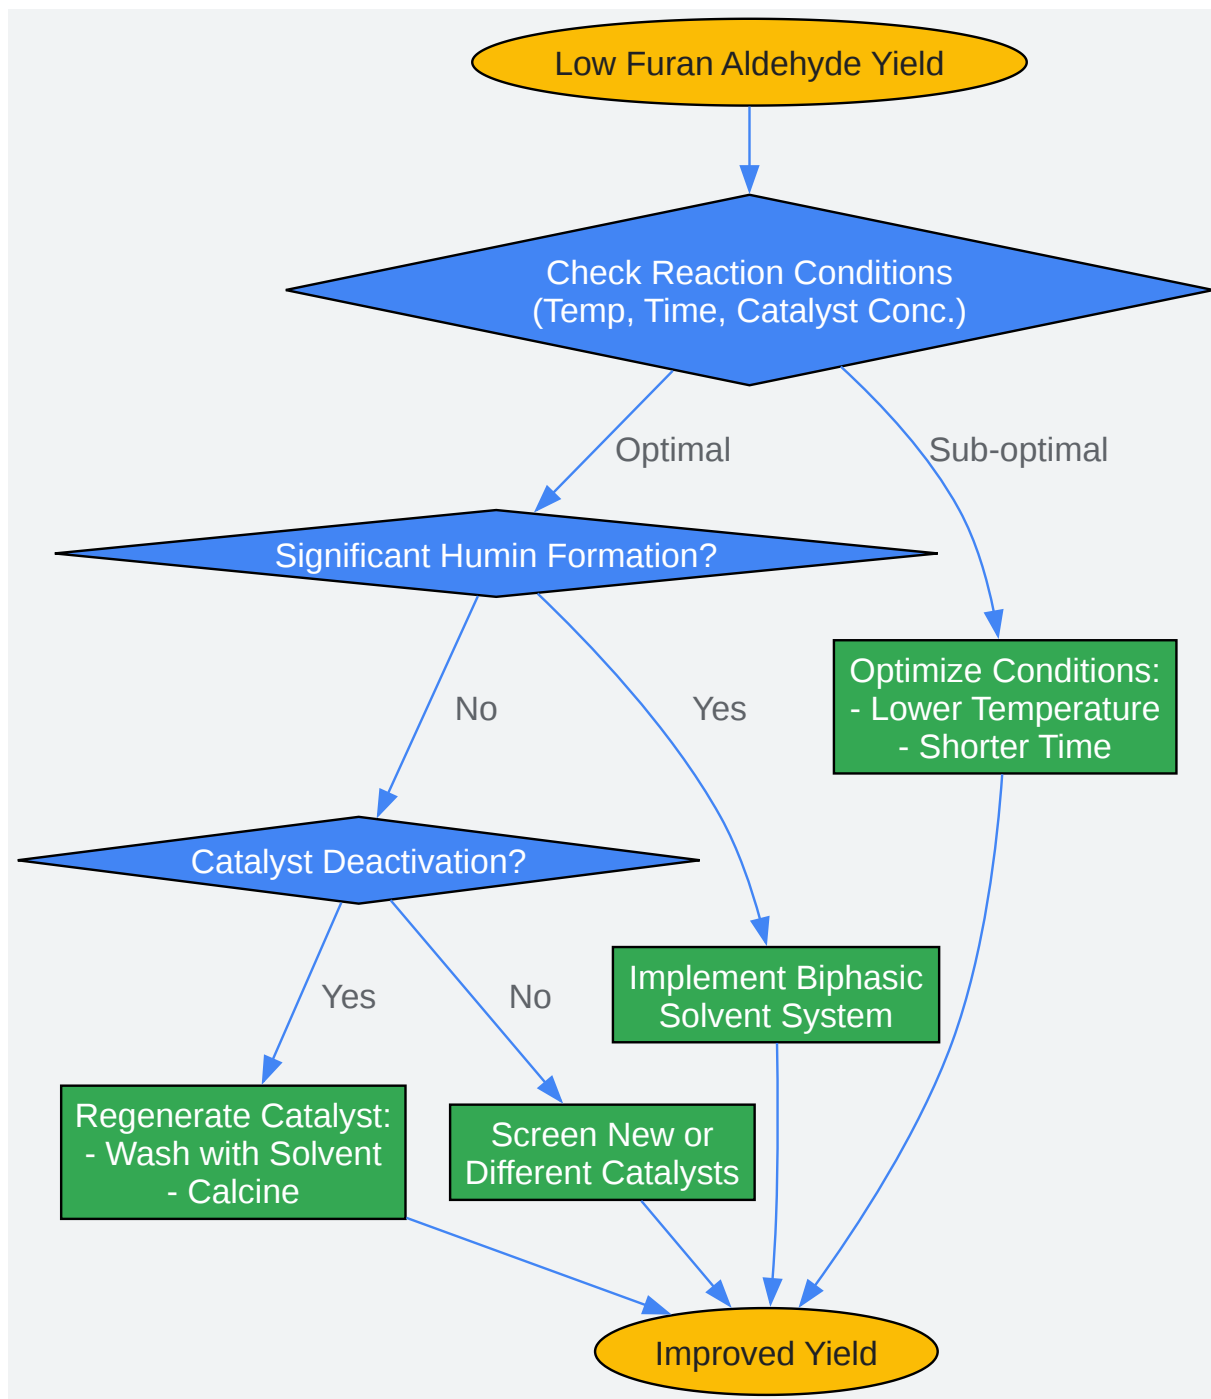 Low Furan Aldehyde Yield
Check Reaction Conditions
(Temp, Time, Catalyst Conc.)
Optimal
Sub-optimal
Significant Humin Formation?
No
Yes
Optimize Conditions:
- Lower Temperature
- Shorter Time
Catalyst Deactivation?
Yes
No
Implement Biphasic
Solvent System
Regenerate Catalyst:
- Wash with Solvent
- Calcine
Screen New or
Different Catalysts
Improved Yield